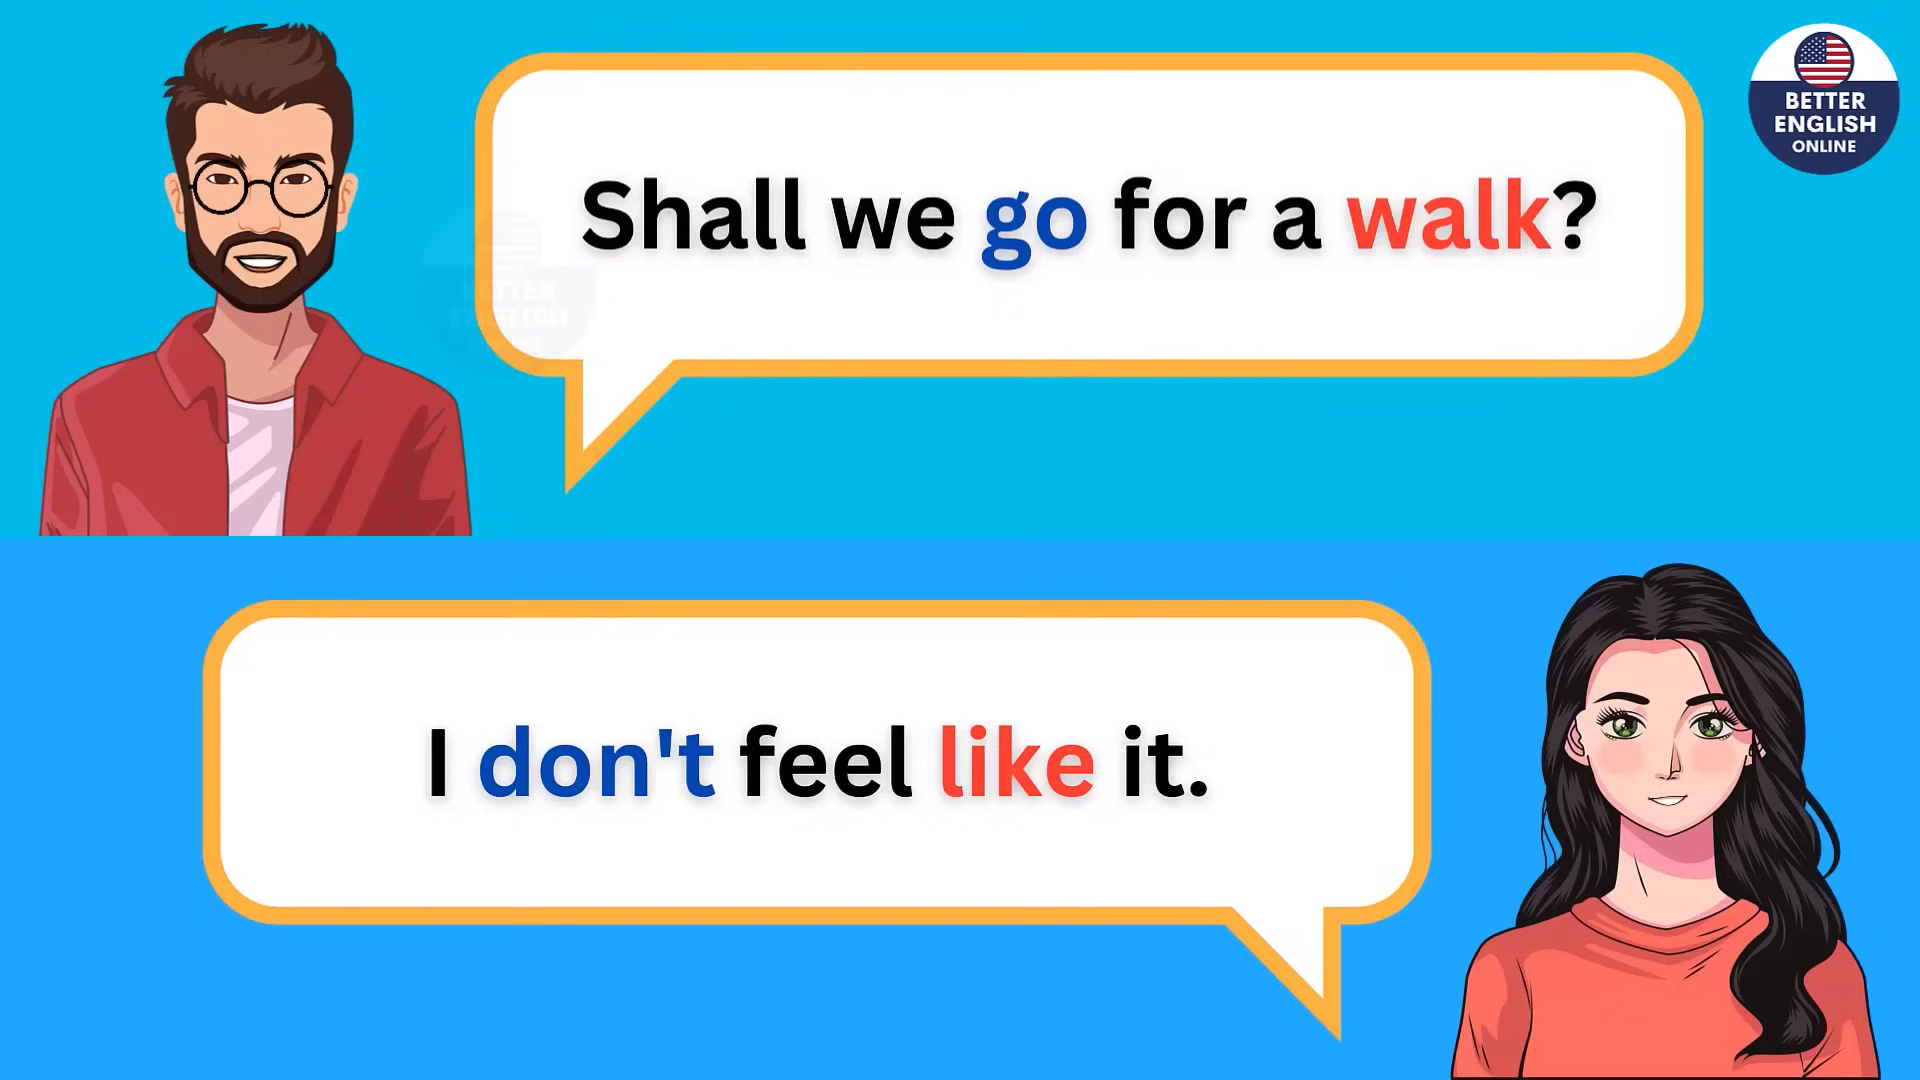 Shall we go for a walk?
BETTER
ENGLISH
ONLINE
I don't feel like it.